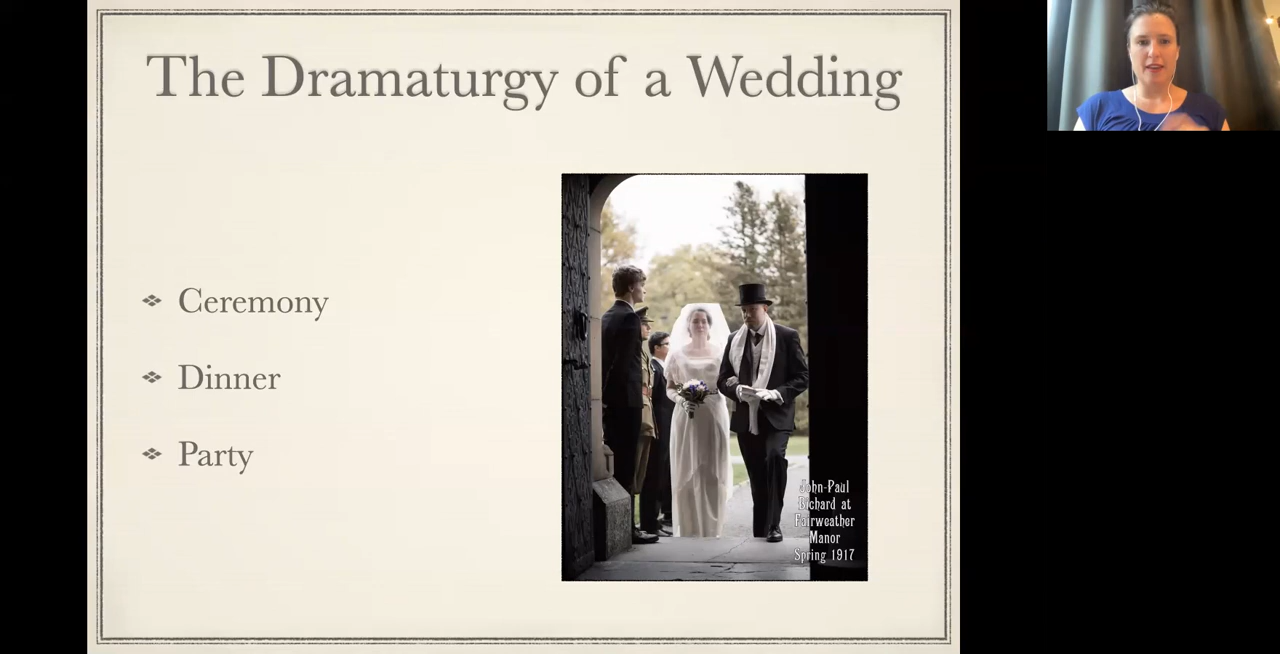 The Dramaturgy of a Wedding
Ceremony
Dinner
Party
John-Paul
Bichard at
Fairweather
Manor
Spring 1917